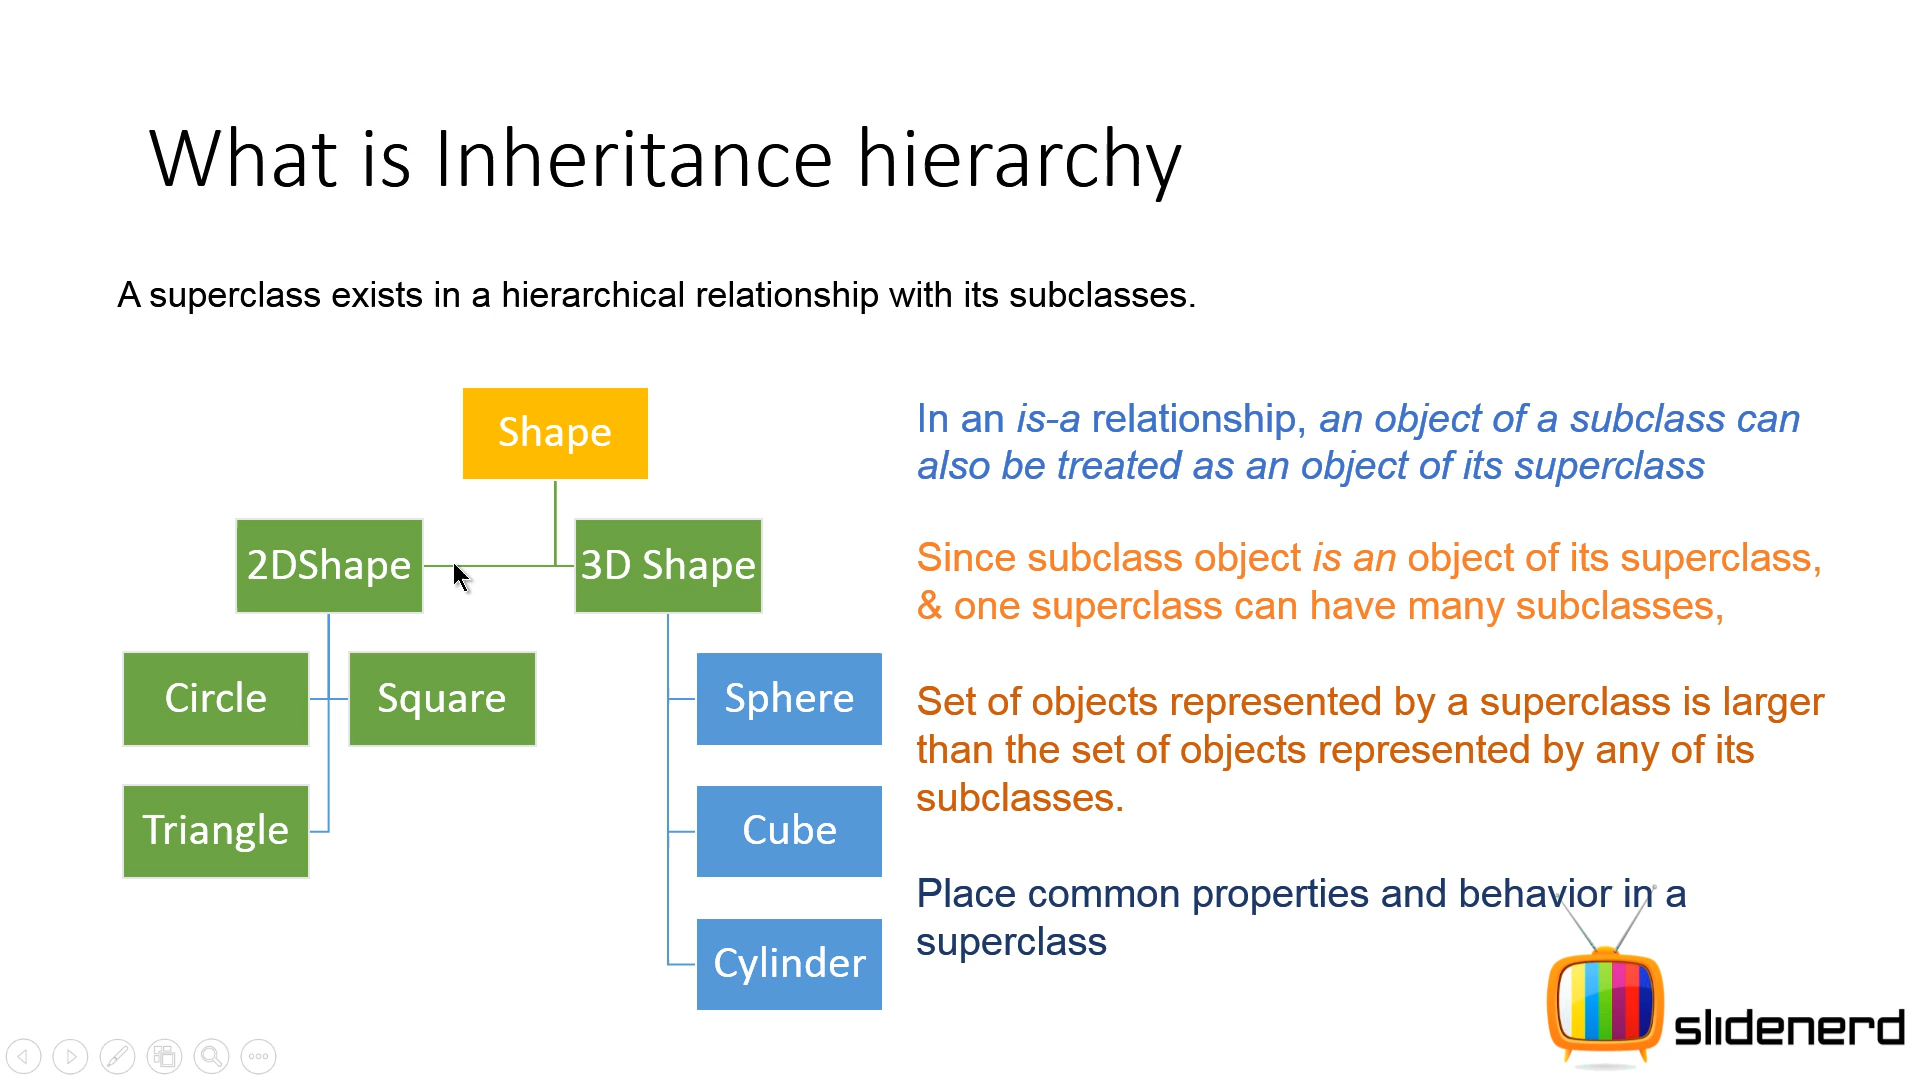 What is Inheritance hierarchy
A superclass exists in a hierarchical relationship with its subclasses.
Shape
2DShape
3D Shape
Circle
Square
Sphere
Triangle
Cube
Cylinder
In an is-a relationship, an object of a subclass can
also be treated as an object of its superclass
Since subclass object is an object of its superclass,
& one superclass can have many subclasses,
Set of objects represented by a superclass is larger
than the set of objects represented by any of its
subclasses.
Place common properties and behavior in a
superclass
slidenerd